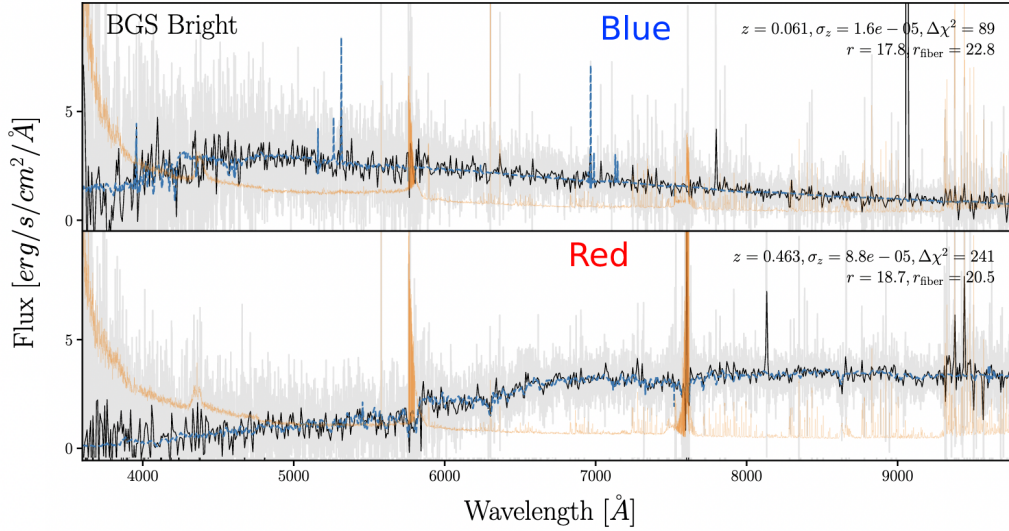 BGS Bright
Blue
z = 0.061, σ_z = 1.6e − 05, Δχ² = 89
r = 17.8, r_fiber = 22.8
5
0
Red
z = 0.463, σ_z = 8.8e − 05, Δχ² = 241
r = 18.7, r_fiber = 20.5
5
0
Flux [erg/s/cm²/Å]
4000 5000 6000 7000 8000 9000
Wavelength [Å]